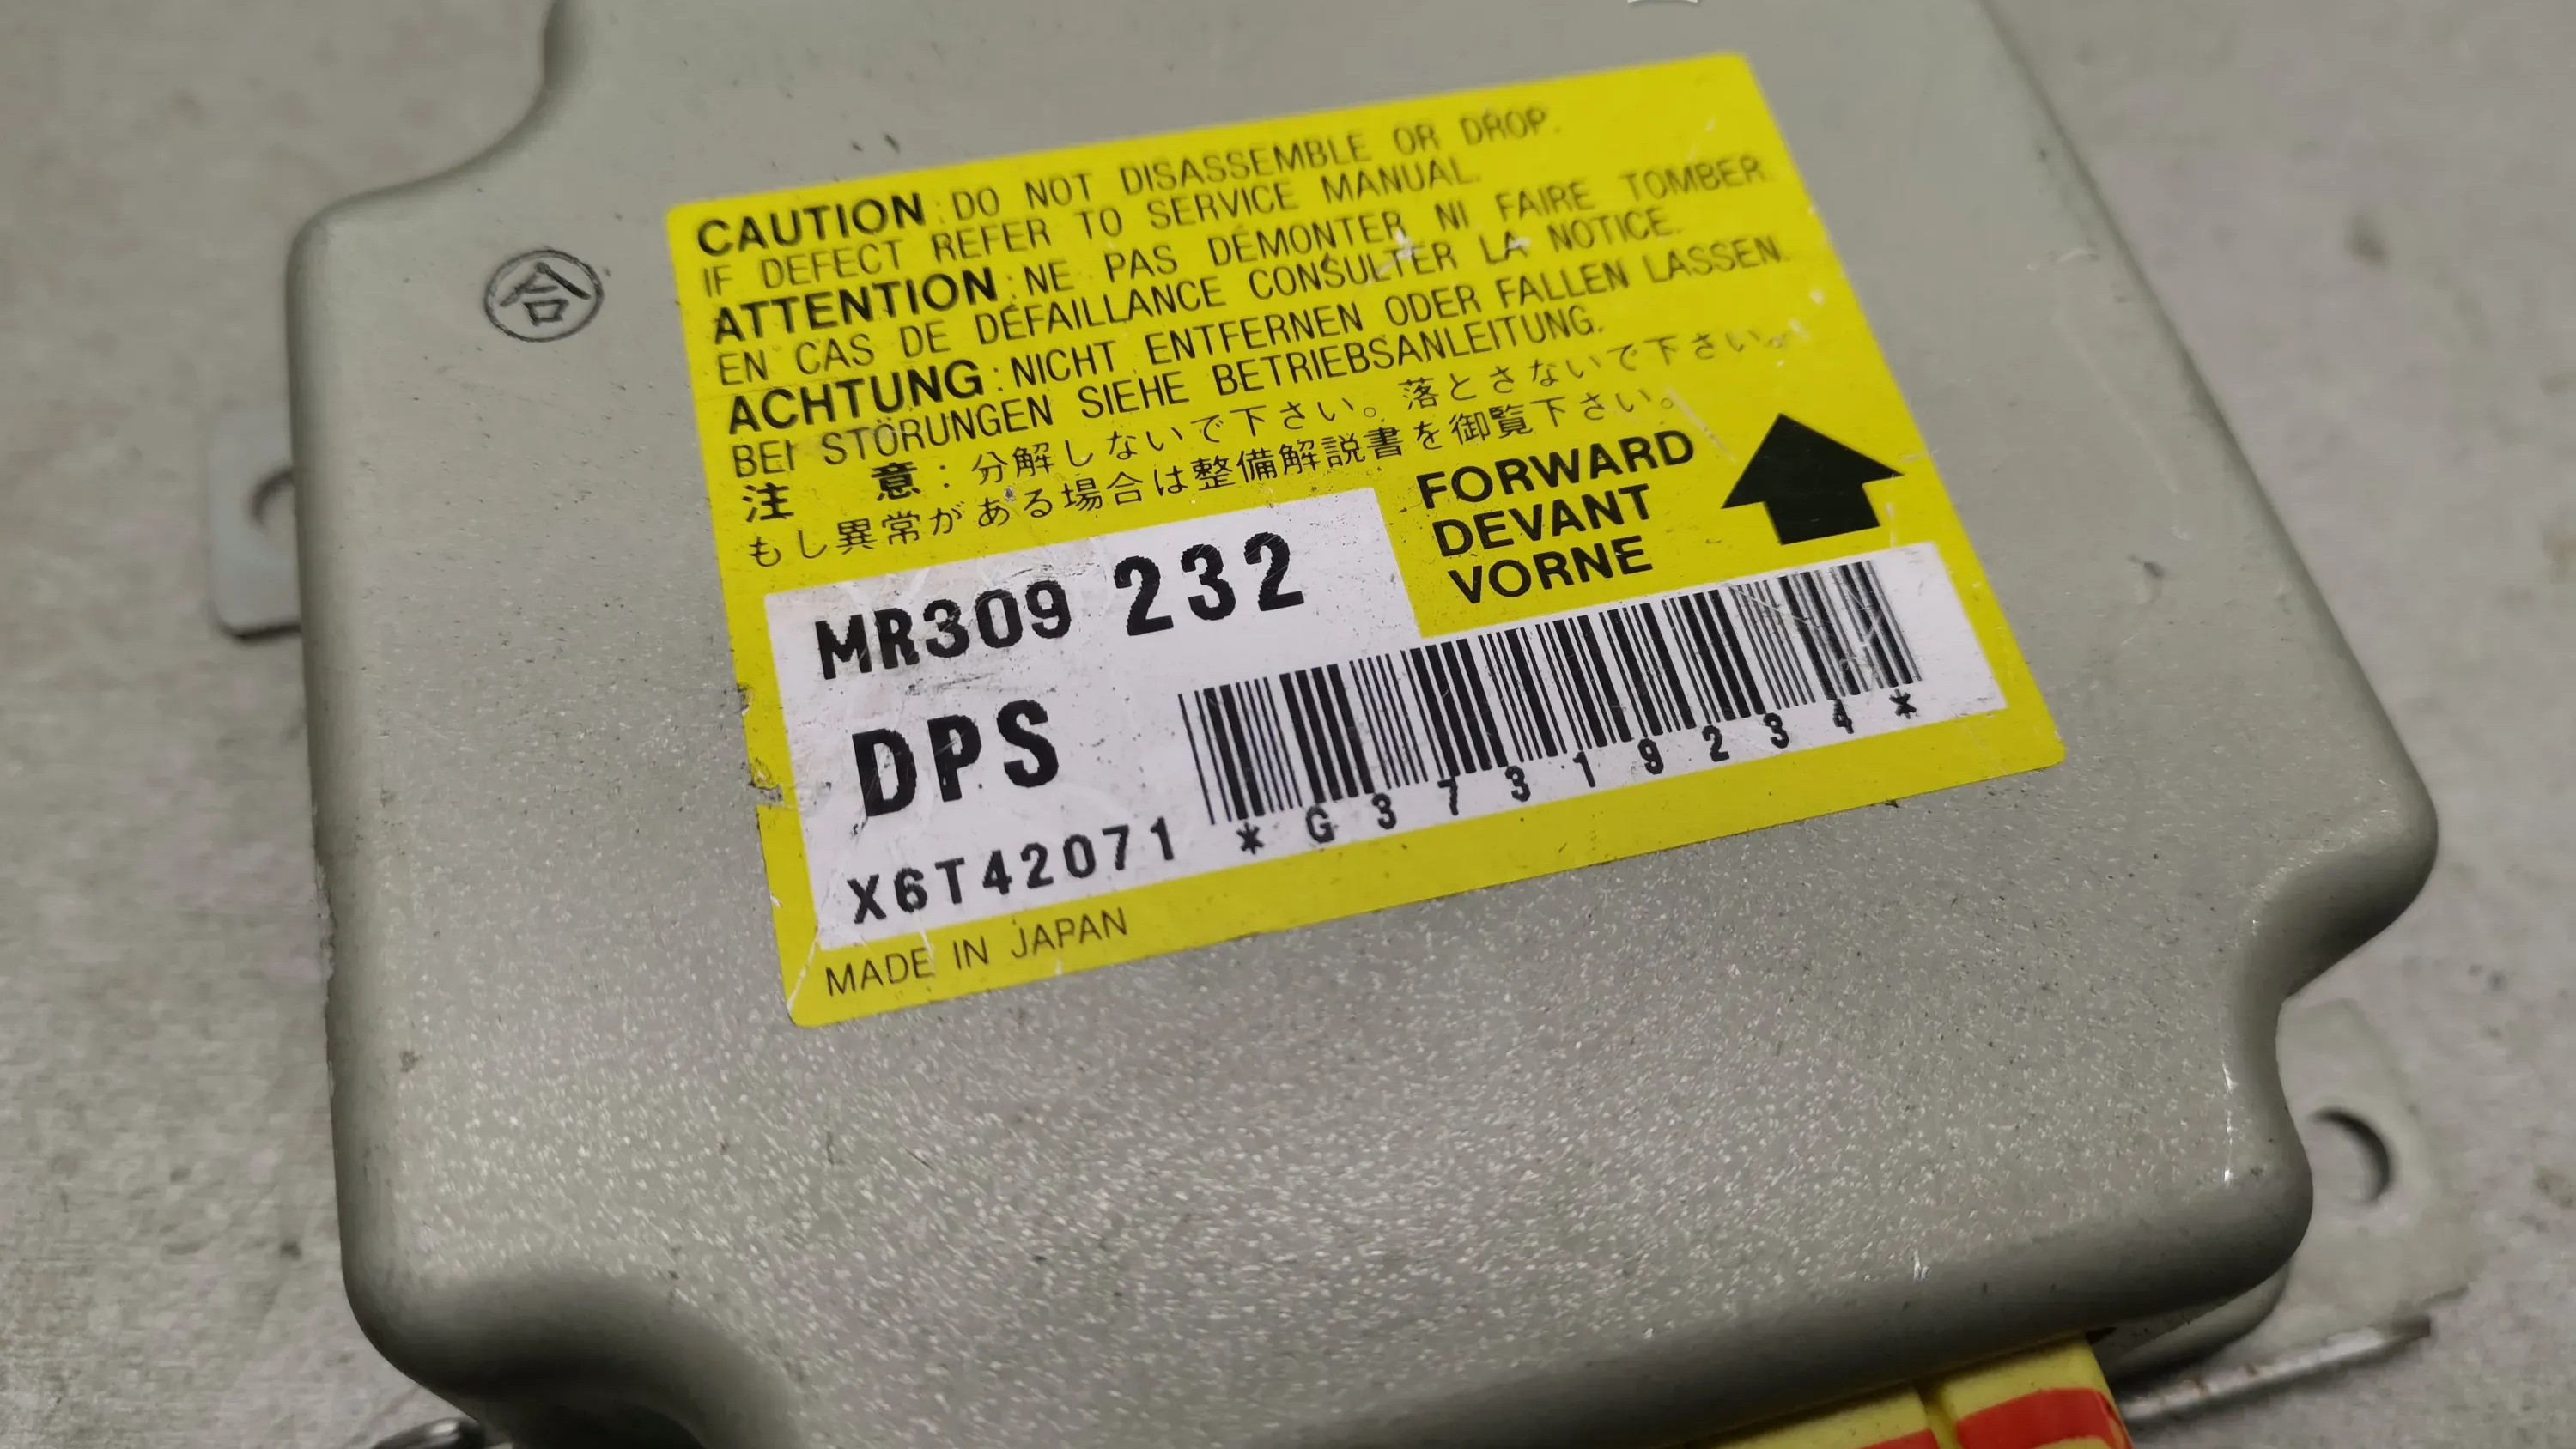 合
CAUTION : DO NOT DISASSEMBLE OR DROP.
IF DEFECT REFER TO SERVICE MANUAL.
ATTENTION : NE PAS DÉMONTER NI FAIRE TOMBER
EN CAS DE DÉFAILLANCE CONSULTER LA NOTICE.
ACHTUNG : NICHT ENTFERNEN ODER FALLEN LASSEN.
BEI STÖRUNGEN SIEHE BETRIEBSANLEITUNG.
注 意 : 分解しないで下さい。落とさないで下さい。
もし異常がある場合は整備解説書を御覧下さい。
FORWARD
DEVANT
VORNE
MR309 232
DPS
X6T42071
*G37319234*
MADE IN JAPAN